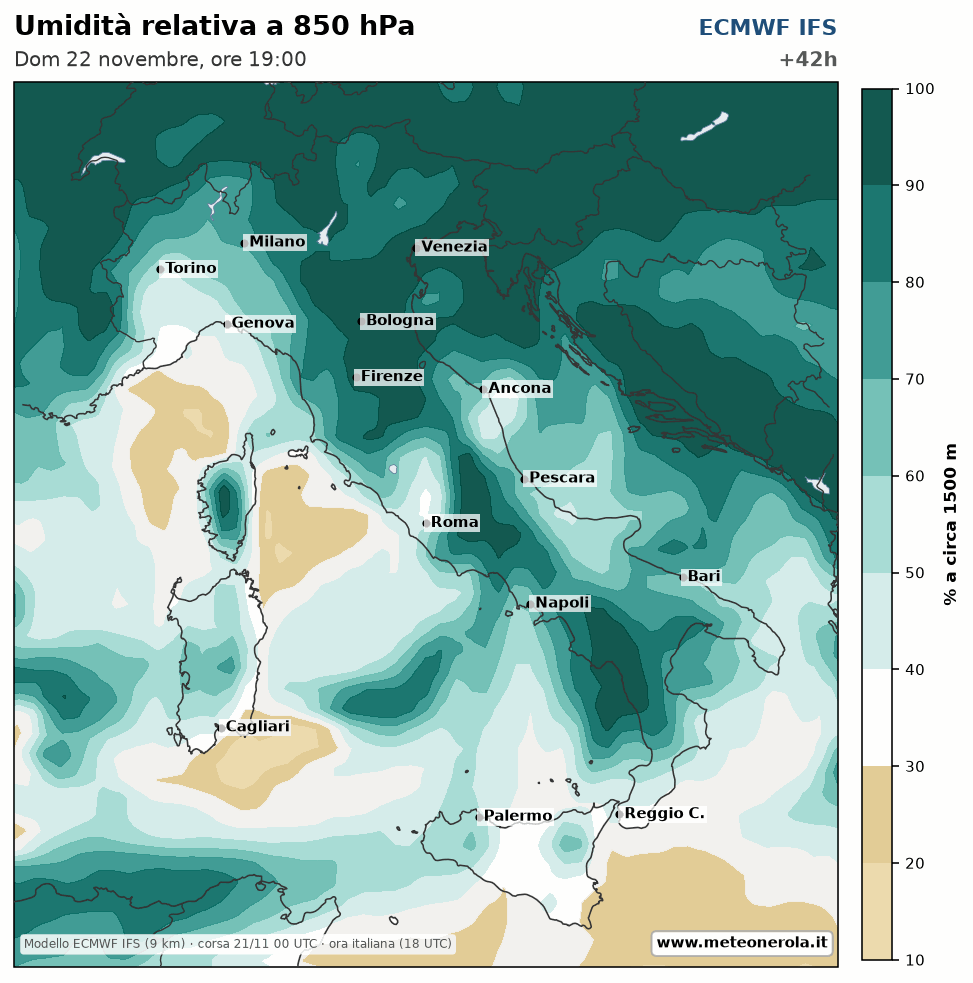 Umidità relativa a 850 hPa
ECMWF IFS
Dom 22 novembre, ore 19:00
+42h
Milano
Venezia
Torino
Genova
Bologna
Firenze
Ancona
Pescara
Roma
Bari
Napoli
Cagliari
Palermo
Reggio C.
100
90
80
70
60
50
40
30
20
10
% a circa 1500 m
Modello ECMWF IFS (9 km) · corsa 21/11 00 UTC · ora italiana (18 UTC)
www.meteonerola.it